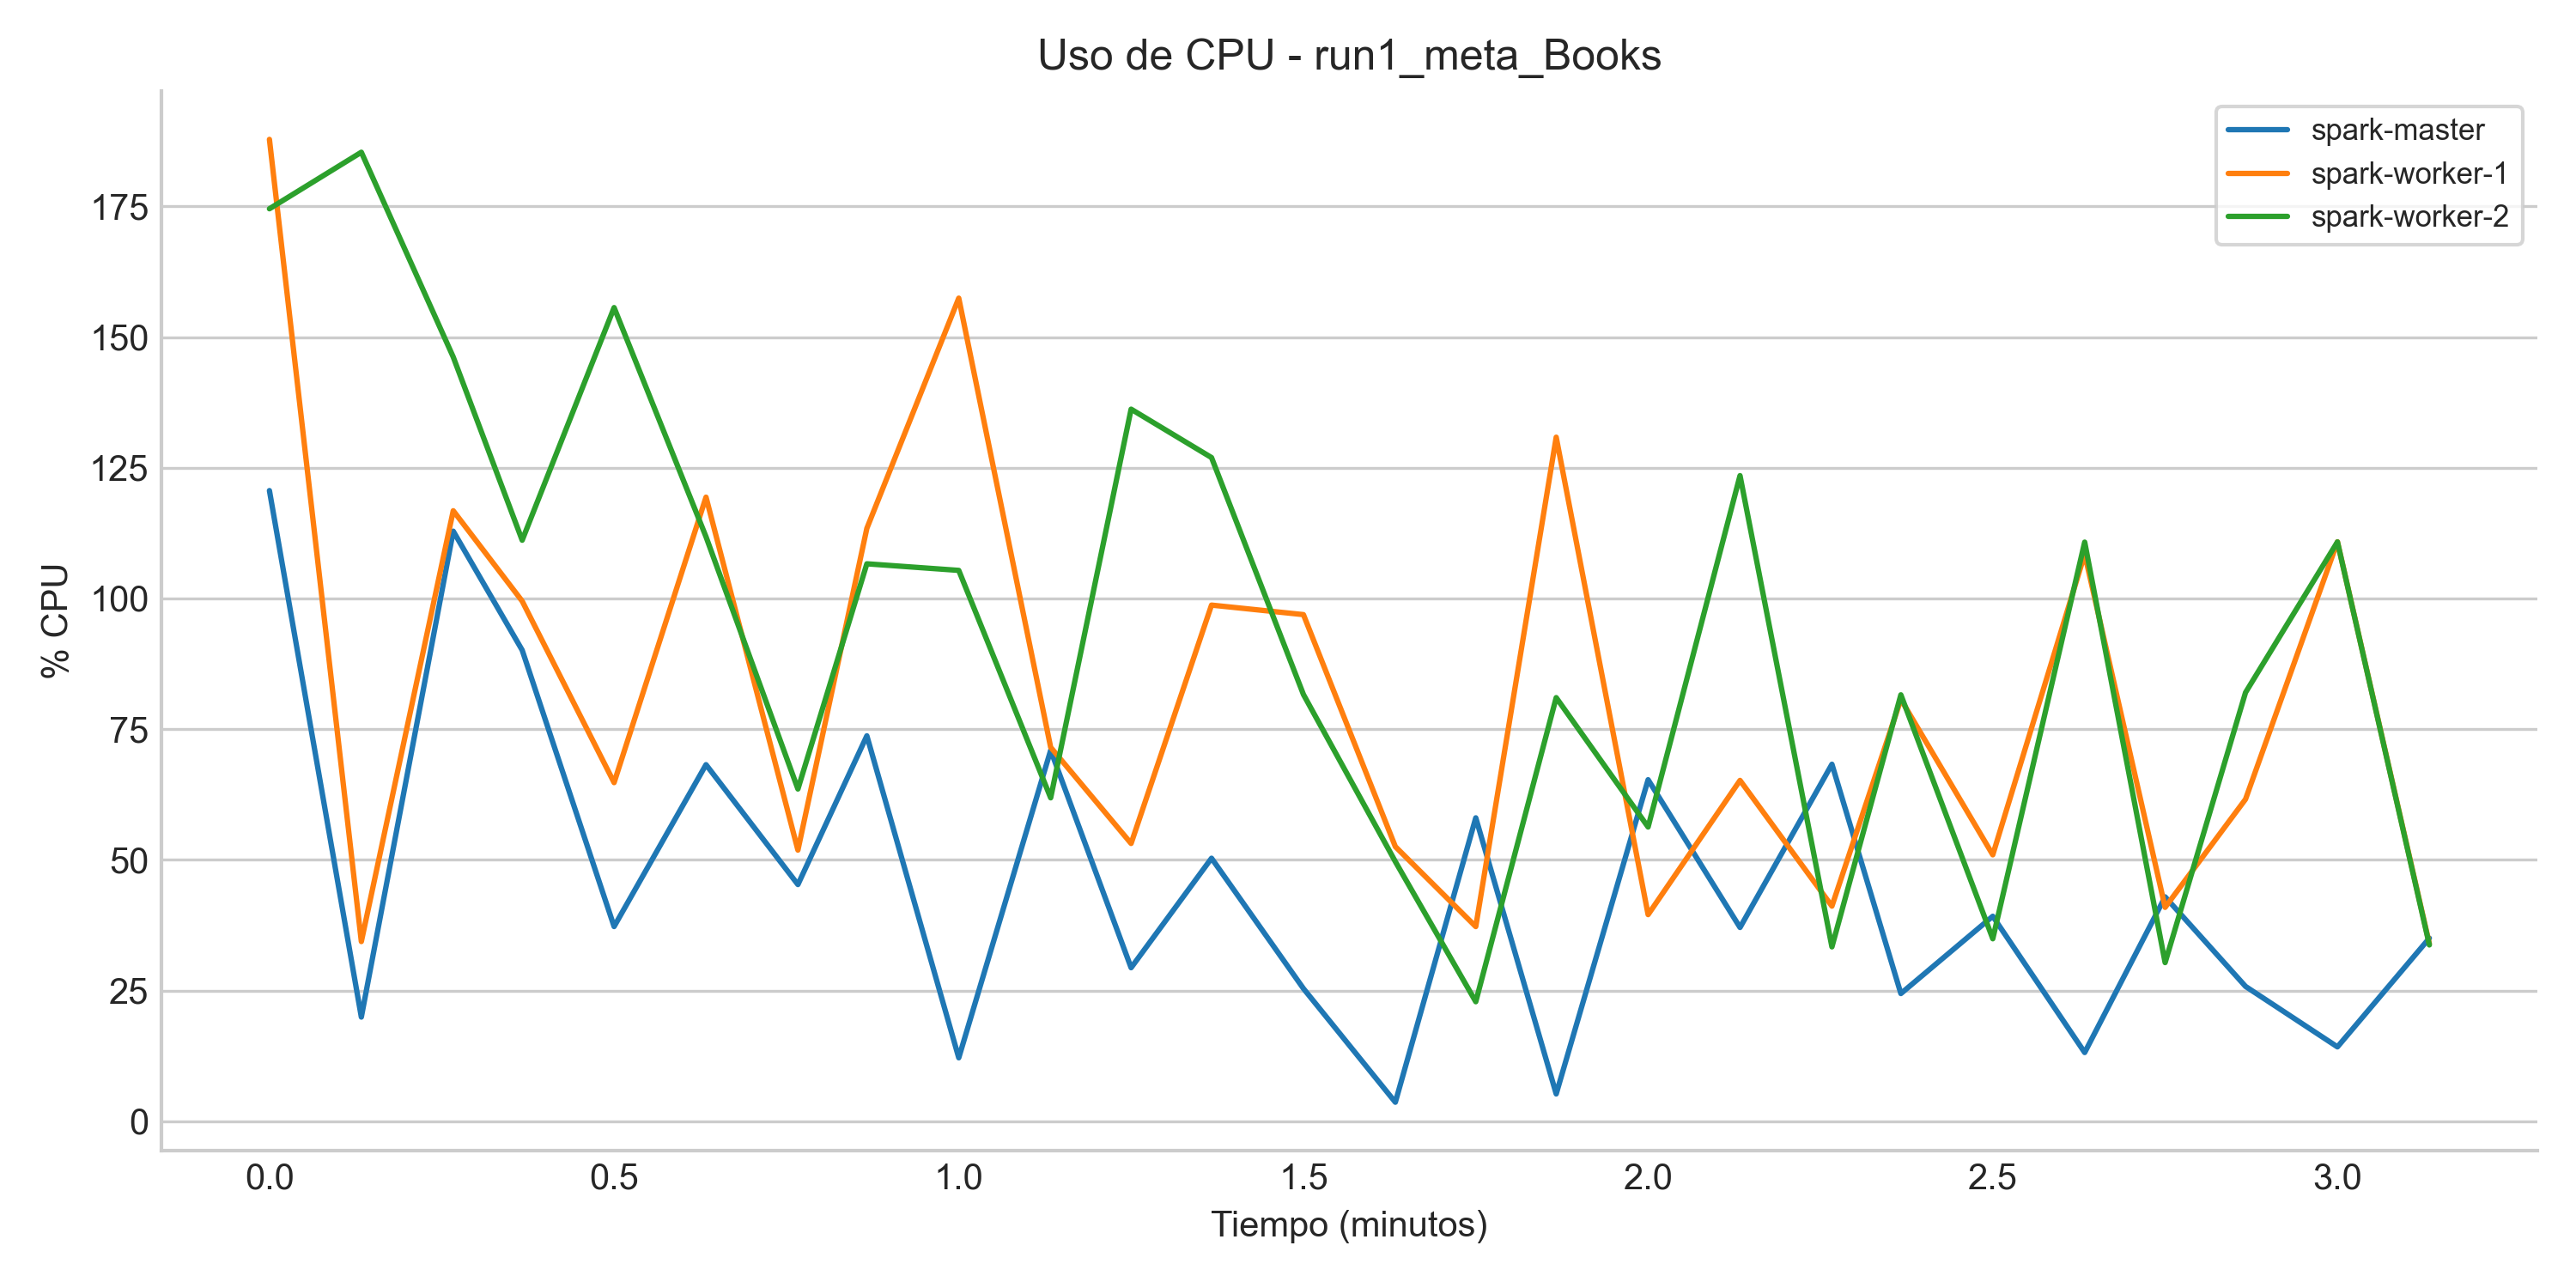 Uso de CPU - run1_meta_Books
spark-master
spark-worker-1
spark-worker-2
% CPU
175
150
125
100
75
50
25
0
0.0 0.5 1.0 1.5 2.0 2.5 3.0
Tiempo (minutos)